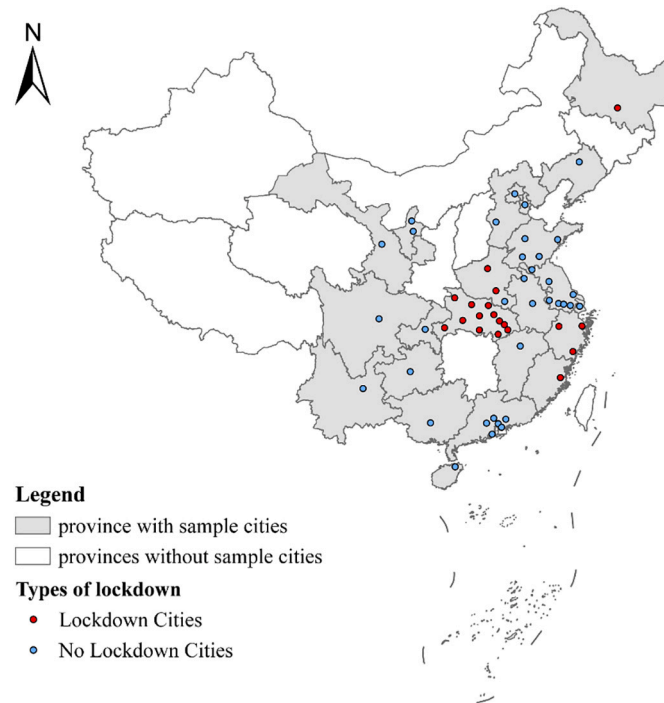 N
Legend
province with sample cities
provinces without sample cities
Types of lockdown
Lockdown Cities
No Lockdown Cities